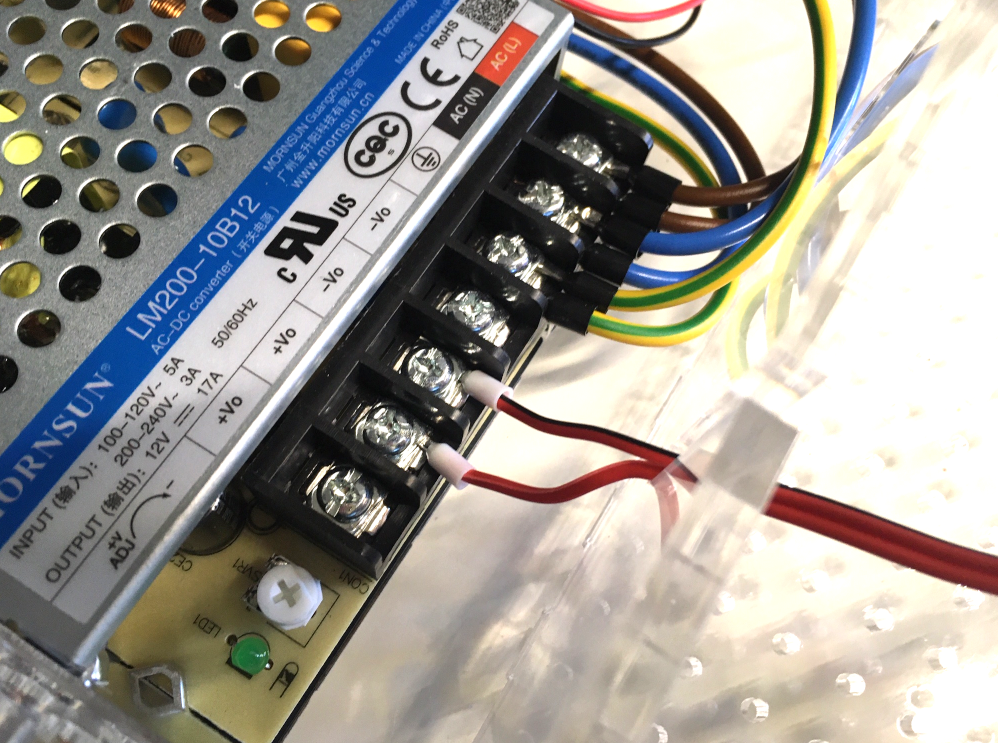 MORNSUN®
LM200-10B12
AC-DC converter (开关电源)
MORNSUN Guangzhou Science & Technology
广州金升阳科技有限公司
www.mornsun.cn
MADE IN CHINA
RoHS
CE
CQC
c RU US
INPUT (输入): 100-120V~ 5A 50/60Hz
200-240V~ 3A
OUTPUT (输出): 12V 17A
+V ADJ -
+Vo
+Vo
-Vo
-Vo
AC (N)
AC (L)
CON1
SVR1
LED1